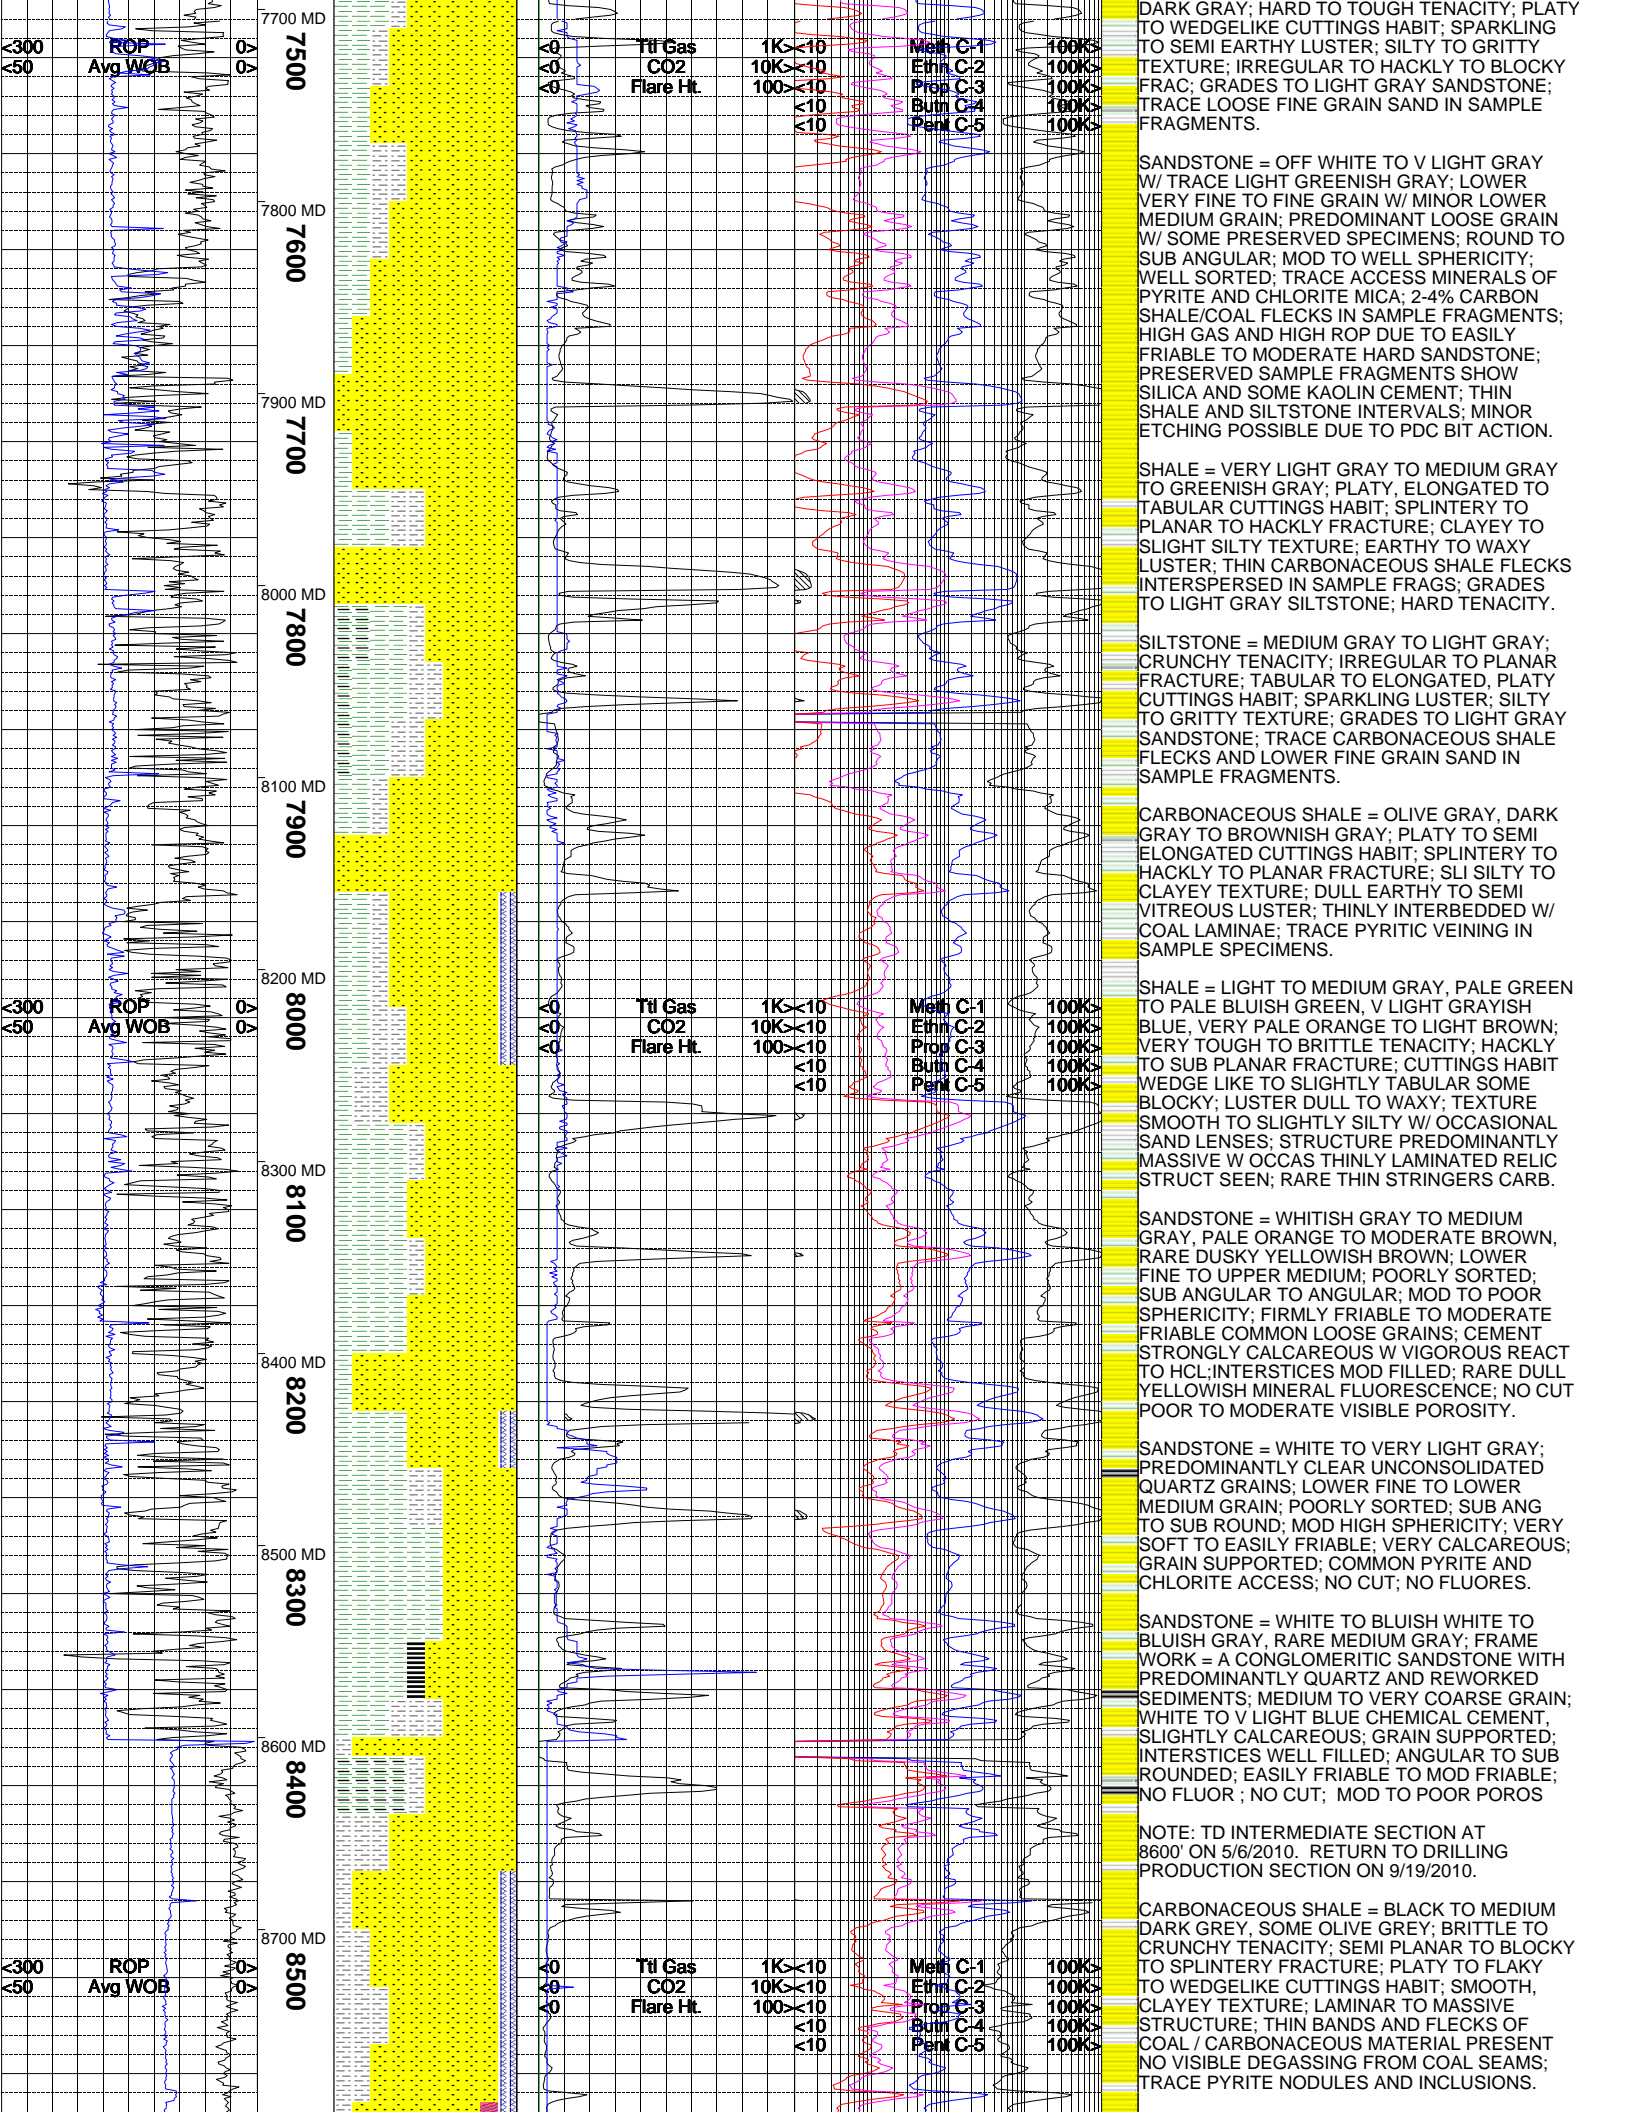 7700 MD
7500
<300 ROP 0>
<50 Avg WOB 0>
<0 Ttl Gas 1K>
<0 CO2 10K>
<0 Flare Ht. 100>
<10 Meth C-1 100K>
<10 Ethn C-2 100K>
<10 Prop C-3 100K>
<10 Butn C-4 100K>
<10 Pent C-5 100K>
7800 MD
7600
7900 MD
7700
8000 MD
7800
8100 MD
7900
8200 MD
8000
<300 ROP 0>
<50 Avg WOB 0>
<0 Ttl Gas 1K>
<0 CO2 10K>
<0 Flare Ht. 100>
<10 Meth C-1 100K>
<10 Ethn C-2 100K>
<10 Prop C-3 100K>
<10 Butn C-4 100K>
<10 Pent C-5 100K>
8300 MD
8100
8400 MD
8200
8500 MD
8300
8600 MD
8400
8700 MD
8500
<300 ROP 0>
<50 Avg WOB 0>
<0 Ttl Gas 1K>
<0 CO2 10K>
<0 Flare Ht. 100>
<10 Meth C-1 100K>
<10 Ethn C-2 100K>
<10 Prop C-3 100K>
<10 Butn C-4 100K>
<10 Pent C-5 100K>
DARK GRAY; HARD TO TOUGH TENACITY; PLATY
TO WEDGELIKE CUTTINGS HABIT; SPARKLING
TO SEMI EARTHY LUSTER; SILTY TO GRITTY
TEXTURE; IRREGULAR TO HACKLY TO BLOCKY
FRAC; GRADES TO LIGHT GRAY SANDSTONE;
TRACE LOOSE FINE GRAIN SAND IN SAMPLE
FRAGMENTS.
SANDSTONE = OFF WHITE TO V LIGHT GRAY
W/ TRACE LIGHT GREENISH GRAY; LOWER
VERY FINE TO FINE GRAIN W/ MINOR LOWER
MEDIUM GRAIN; PREDOMINANT LOOSE GRAIN
W/ SOME PRESERVED SPECIMENS; ROUND TO
SUB ANGULAR; MOD TO WELL SPHERICITY;
WELL SORTED; TRACE ACCESS MINERALS OF
PYRITE AND CHLORITE MICA; 2-4% CARBON
SHALE/COAL FLECKS IN SAMPLE FRAGMENTS;
HIGH GAS AND HIGH ROP DUE TO EASILY
FRIABLE TO MODERATE HARD SANDSTONE;
PRESERVED SAMPLE FRAGMENTS SHOW
SILICA AND SOME KAOLIN CEMENT; THIN
SHALE AND SILTSTONE INTERVALS; MINOR
ETCHING POSSIBLE DUE TO PDC BIT ACTION.
SHALE = VERY LIGHT GRAY TO MEDIUM GRAY
TO GREENISH GRAY; PLATY, ELONGATED TO
TABULAR CUTTINGS HABIT; SPLINTERY TO
PLANAR TO HACKLY FRACTURE; CLAYEY TO
SLIGHT SILTY TEXTURE; EARTHY TO WAXY
LUSTER; THIN CARBONACEOUS SHALE FLECKS
INTERSPERSED IN SAMPLE FRAGS; GRADES
TO LIGHT GRAY SILTSTONE; HARD TENACITY.
SILTSTONE = MEDIUM GRAY TO LIGHT GRAY;
CRUNCHY TENACITY; IRREGULAR TO PLANAR
FRACTURE; TABULAR TO ELONGATED, PLATY
CUTTINGS HABIT; SPARKLING LUSTER; SILTY
TO GRITTY TEXTURE; GRADES TO LIGHT GRAY
SANDSTONE; TRACE CARBONACEOUS SHALE
FLECKS AND LOWER FINE GRAIN SAND IN
SAMPLE FRAGMENTS.
CARBONACEOUS SHALE = OLIVE GRAY, DARK
GRAY TO BROWNISH GRAY; PLATY TO SEMI
ELONGATED CUTTINGS HABIT; SPLINTERY TO
HACKLY TO PLANAR FRACTURE; SLI SILTY TO
CLAYEY TEXTURE; DULL EARTHY TO SEMI
VITREOUS LUSTER; THINLY INTERBEDDED W/
COAL LAMINAE; TRACE PYRITIC VEINING IN
SAMPLE SPECIMENS.
SHALE = LIGHT TO MEDIUM GRAY, PALE GREEN
TO PALE BLUISH GREEN, V LIGHT GRAYISH
BLUE, VERY PALE ORANGE TO LIGHT BROWN;
VERY TOUGH TO BRITTLE TENACITY; HACKLY
TO SUB PLANAR FRACTURE; CUTTINGS HABIT
WEDGE LIKE TO SLIGHTLY TABULAR SOME
BLOCKY; LUSTER DULL TO WAXY; TEXTURE
SMOOTH TO SLIGHTLY SILTY W/ OCCASIONAL
SAND LENSES; STRUCTURE PREDOMINANTLY
MASSIVE W OCCAS THINLY LAMINATED RELIC
STRUCT SEEN; RARE THIN STRINGERS CARB.
SANDSTONE = WHITISH GRAY TO MEDIUM
GRAY, PALE ORANGE TO MODERATE BROWN,
RARE DUSKY YELLOWISH BROWN; LOWER
FINE TO UPPER MEDIUM; POORLY SORTED;
SUB ANGULAR TO ANGULAR; MOD TO POOR
SPHERICITY; FIRMLY FRIABLE TO MODERATE
FRIABLE COMMON LOOSE GRAINS; CEMENT
STRONGLY CALCAREOUS W VIGOROUS REACT
TO HCL;INTERSTICES MOD FILLED; RARE DULL
YELLOWISH MINERAL FLUORESCENCE; NO CUT
POOR TO MODERATE VISIBLE POROSITY.
SANDSTONE = WHITE TO VERY LIGHT GRAY;
PREDOMINANTLY CLEAR UNCONSOLIDATED
QUARTZ GRAINS; LOWER FINE TO LOWER
MEDIUM GRAIN; POORLY SORTED; SUB ANG
TO SUB ROUND; MOD HIGH SPHERICITY; VERY
SOFT TO EASILY FRIABLE; VERY CALCAREOUS;
GRAIN SUPPORTED; COMMON PYRITE AND
CHLORITE ACCESS; NO CUT; NO FLUORES.
SANDSTONE = WHITE TO BLUISH WHITE TO
BLUISH GRAY, RARE MEDIUM GRAY; FRAME
WORK = A CONGLOMERITIC SANDSTONE WITH
PREDOMINANTLY QUARTZ AND REWORKED
SEDIMENTS; MEDIUM TO VERY COARSE GRAIN;
WHITE TO V LIGHT BLUE CHEMICAL CEMENT,
SLIGHTLY CALCAREOUS; GRAIN SUPPORTED;
INTERSTICES WELL FILLED; ANGULAR TO SUB
ROUNDED; EASILY FRIABLE TO MOD FRIABLE;
NO FLUOR ; NO CUT; MOD TO POOR POROS
NOTE: TD INTERMEDIATE SECTION AT
8600' ON 5/6/2010. RETURN TO DRILLING
PRODUCTION SECTION ON 9/19/2010.
CARBONACEOUS SHALE = BLACK TO MEDIUM
DARK GREY, SOME OLIVE GREY; BRITTLE TO
CRUNCHY TENACITY; SEMI PLANAR TO BLOCKY
TO SPLINTERY FRACTURE; PLATY TO FLAKY
TO WEDGELIKE CUTTINGS HABIT; SMOOTH,
CLAYEY TEXTURE; LAMINAR TO MASSIVE
STRUCTURE; THIN BANDS AND FLECKS OF
COAL / CARBONACEOUS MATERIAL PRESENT
NO VISIBLE DEGASSING FROM COAL SEAMS;
TRACE PYRITE NODULES AND INCLUSIONS.